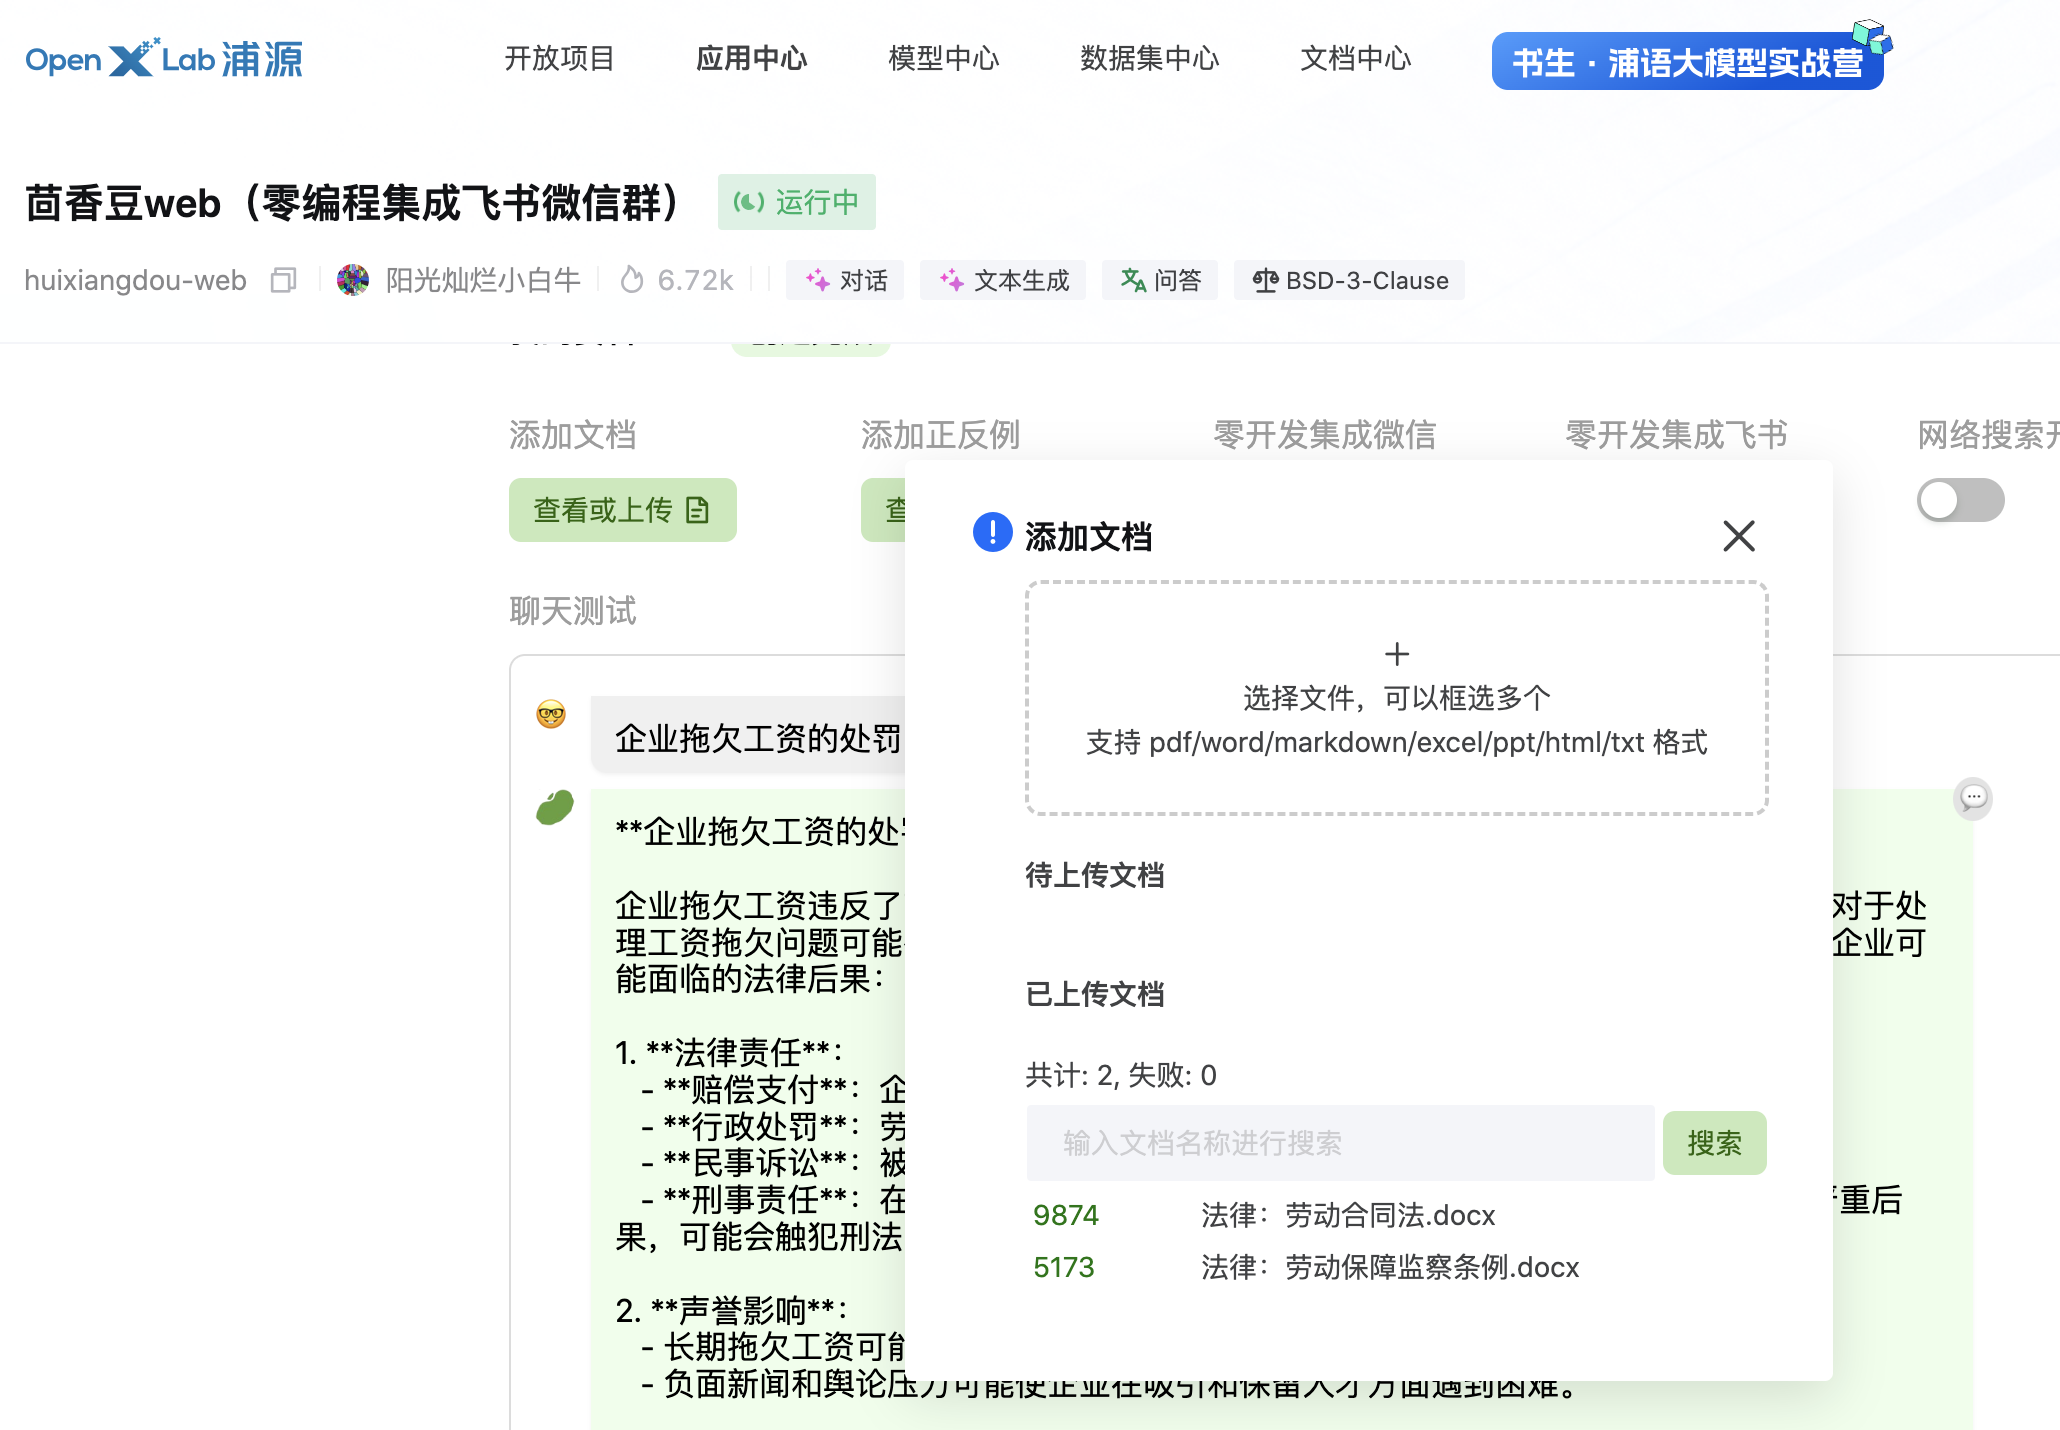 OpenXLab浦源
开放项目
应用中心
模型中心
数据集中心
文档中心
书生·浦语大模型实战营
茴香豆web（零编程集成飞书微信群）
运行中
huixiangdou-web
阳光灿烂小白牛
6.72k
对话
文本生成
问答
BSD-3-Clause
添加文档
添加正反例
零开发集成微信
零开发集成飞书
网络搜索开
查看或上传
查
聊天测试
企业拖欠工资的处罚
**企业拖欠工资的处
企业拖欠工资违反了
对于处
理工资拖欠问题可能
企业可
能面临的法律后果：
1. **法律责任**：
- **赔偿支付**：企
- **行政处罚**：劳
- **民事诉讼**：被
- **刑事责任**：在
重后
果，可能会触犯刑法
2. **声誉影响**：
- 长期拖欠工资可能
- 负面新闻和舆论压力可能使企业在吸引和保留人才方面遇到困难。
添加文档
选择文件，可以框选多个
支持 pdf/word/markdown/excel/ppt/html/txt 格式
待上传文档
已上传文档
共计: 2, 失败: 0
输入文档名称进行搜索
搜索
9874 法律：劳动合同法.docx
5173 法律：劳动保障监察条例.docx